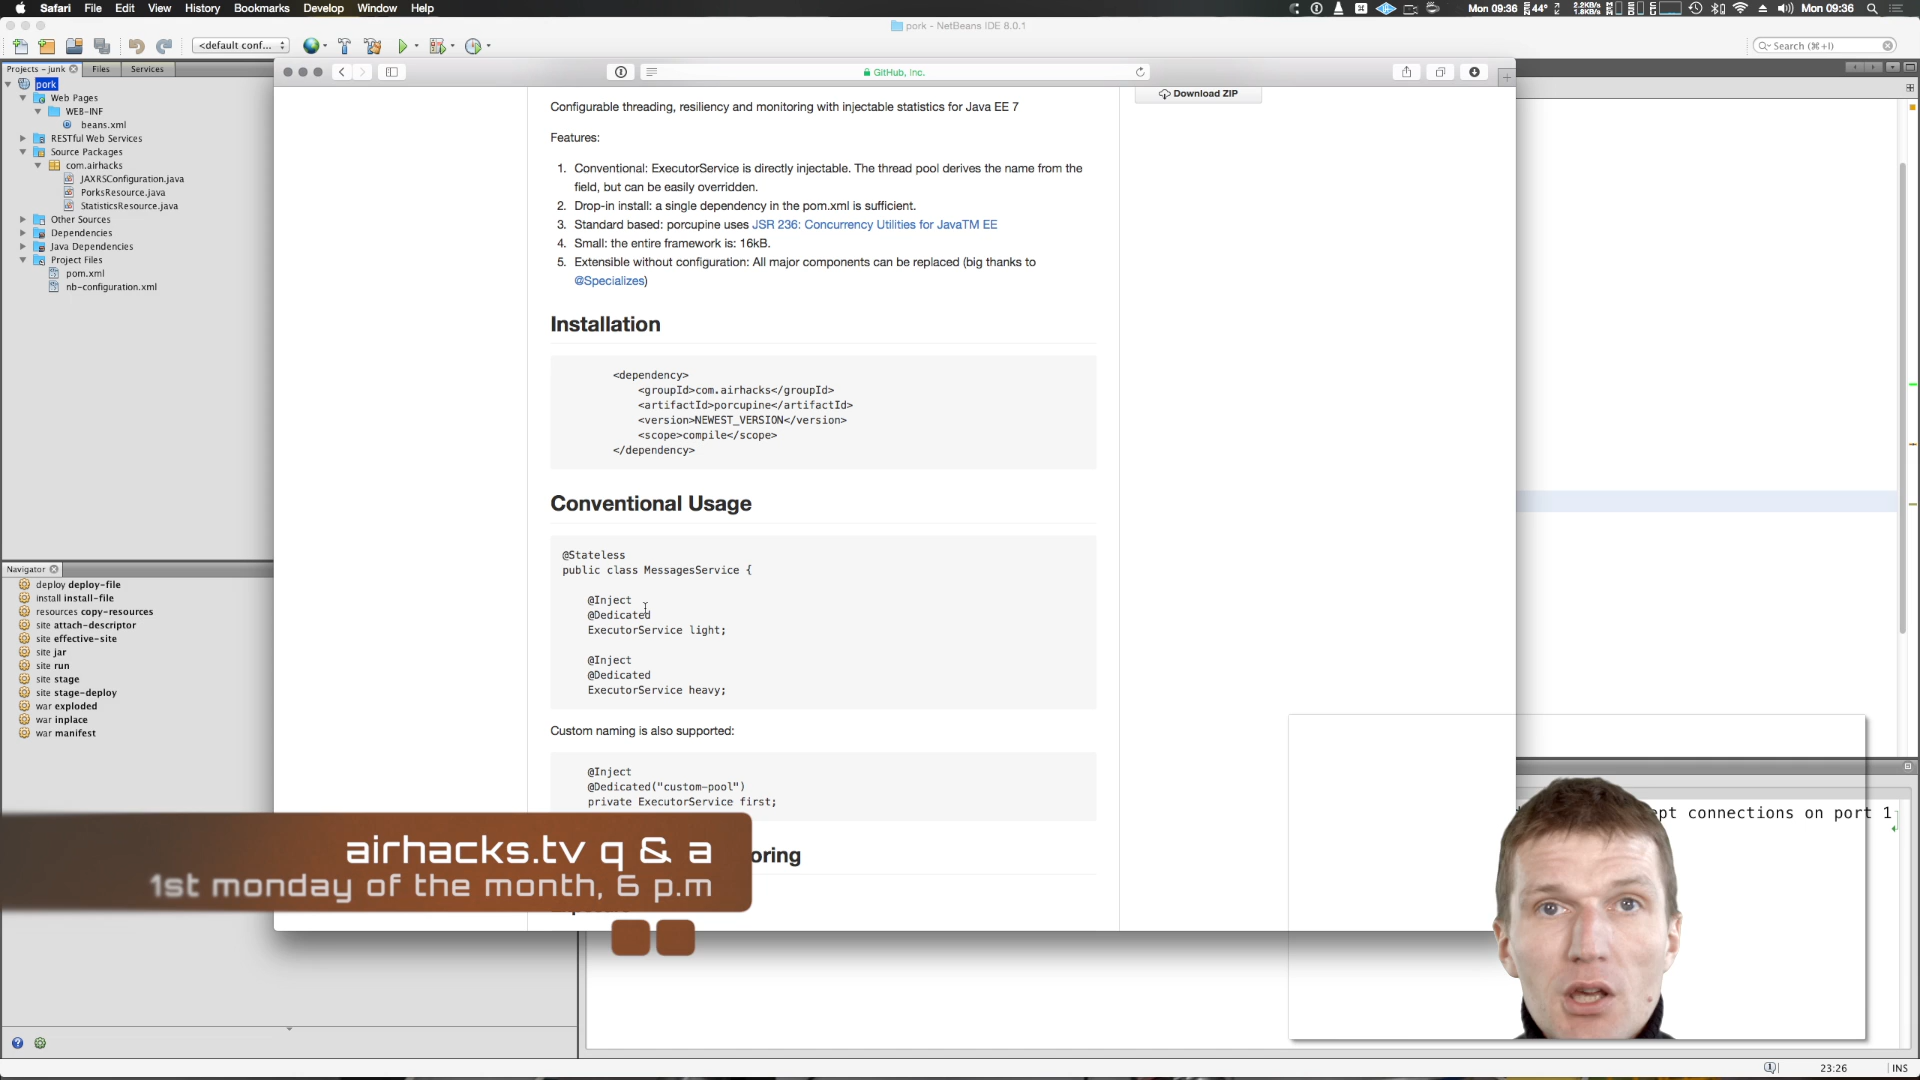 Safari File Edit View History Bookmarks Develop Window Help
Mon 09:36 44° 2.2KB/s 1.8KB/s Mon 09:36
pork - NetBeans IDE 8.0.1
<default conf...
Search (⌘+I)
Projects - junk Files Services
GitHub, Inc.
pork
Web Pages
WEB-INF
beans.xml
RESTful Web Services
Source Packages
com.airhacks
JAXRSConfiguration.java
PorksResource.java
StatisticsResource.java
Other Sources
Dependencies
Java Dependencies
Project Files
pom.xml
nb-configuration.xml
Navigator
deploy deploy-file
install install-file
resources copy-resources
site attach-descriptor
site effective-site
site jar
site run
site stage
site stage-deploy
war exploded
war inplace
war manifest
Download ZIP
Configurable threading, resiliency and monitoring with injectable statistics for Java EE 7
Features:
1. Conventional: ExecutorService is directly injectable. The thread pool derives the name from the
field, but can be easily overridden.
2. Drop-in install: a single dependency in the pom.xml is sufficient.
3. Standard based: porcupine uses JSR 236: Concurrency Utilities for JavaTM EE
4. Small: the entire framework is: 16kB.
5. Extensible without configuration: All major components can be replaced (big thanks to
@Specializes)
Installation
<dependency>
<groupId>com.airhacks</groupId>
<artifactId>porcupine</artifactId>
<version>NEWEST_VERSION</version>
<scope>compile</scope>
</dependency>
Conventional Usage
@Stateless
public class MessagesService {
@Inject
@Dedicated
ExecutorService light;
@Inject
@Dedicated
ExecutorService heavy;
Custom naming is also supported:
@Inject
@Dedicated("custom-pool")
private ExecutorService first;
oring
airhacks.tv q & a
1st monday of the month, 6 p.m
ept connections on port 1
23:26 INS